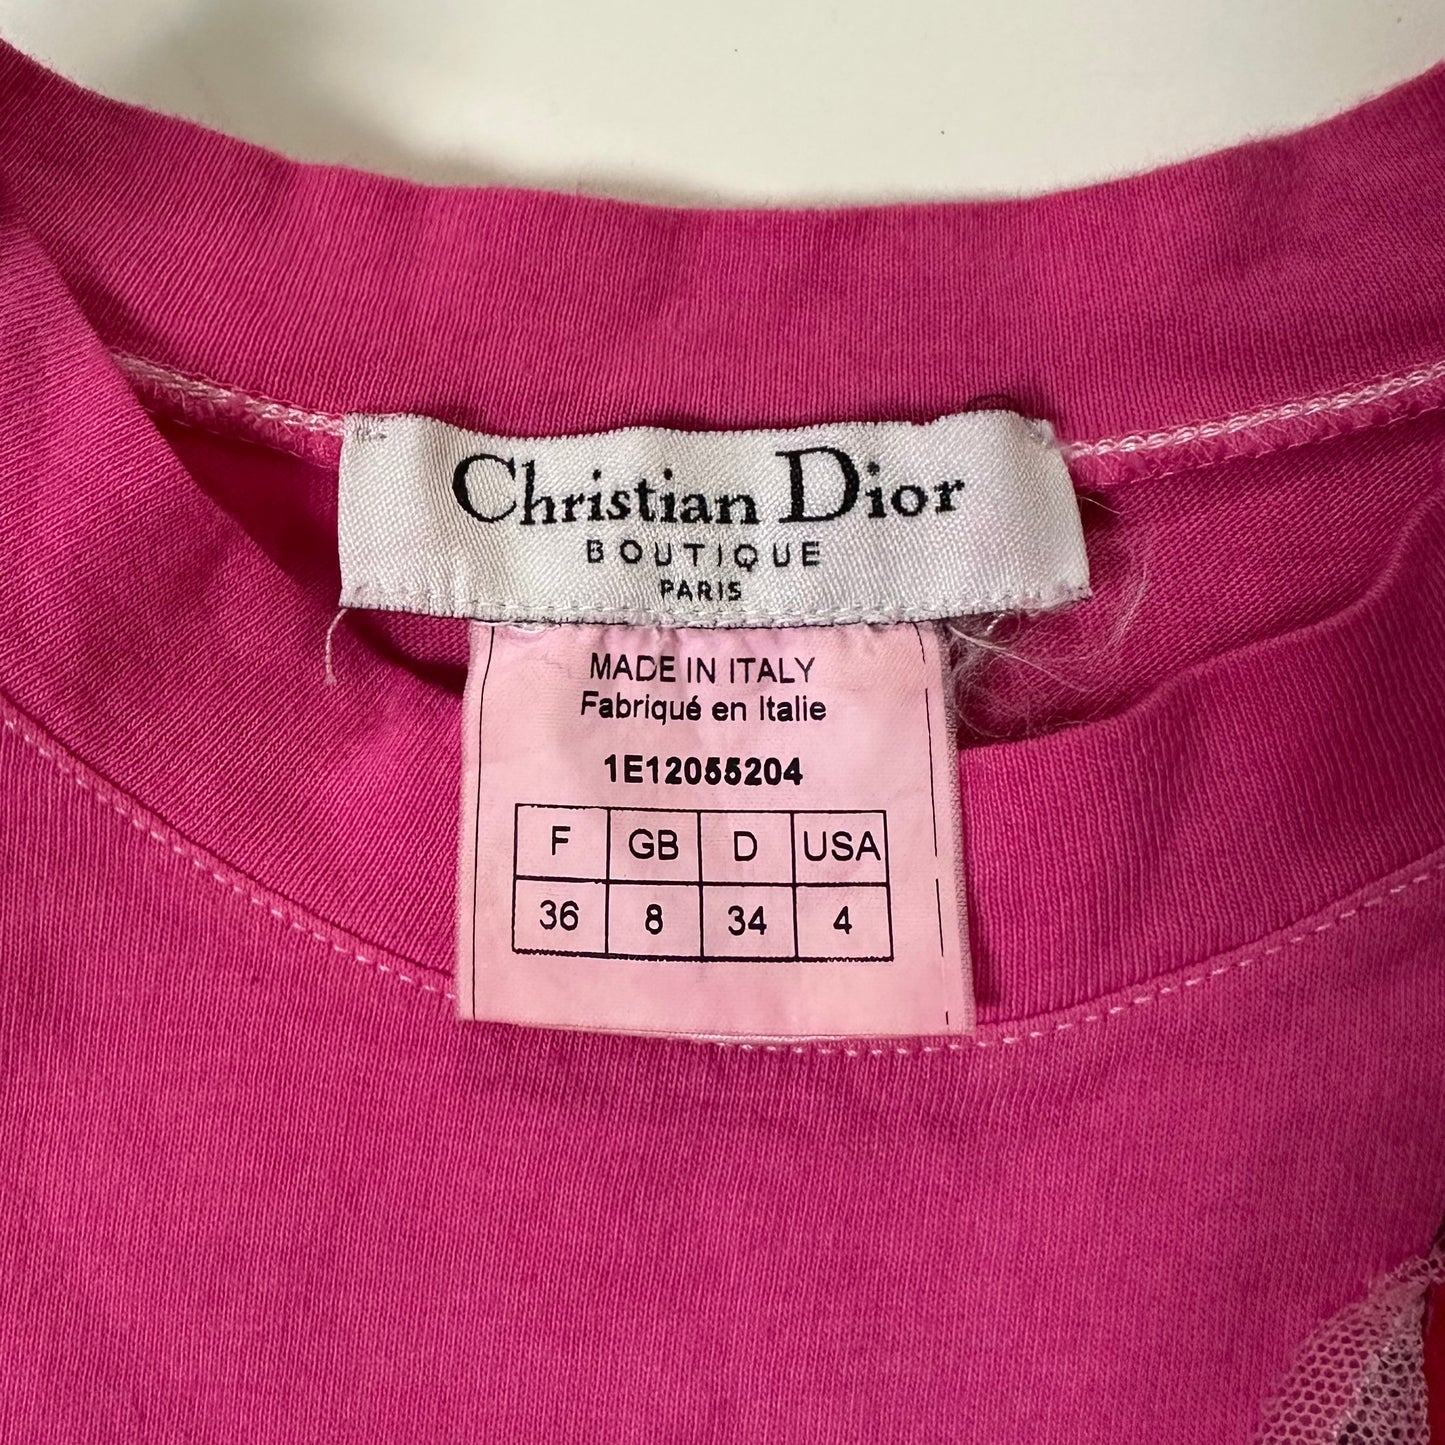 Christian Dior
BOUTIQUE
PARIS
MADE IN ITALY
Fabriqué en Italie
1E12055204
F GB D USA
36 8 34 4